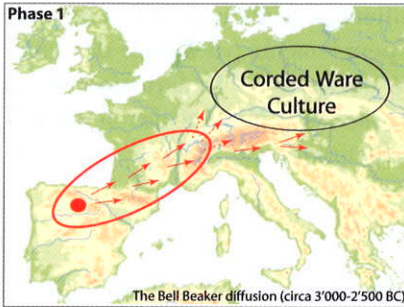 Phase 1
Corded Ware
Culture
The Bell Beaker diffusion (circa 3'000-2'500 BC)